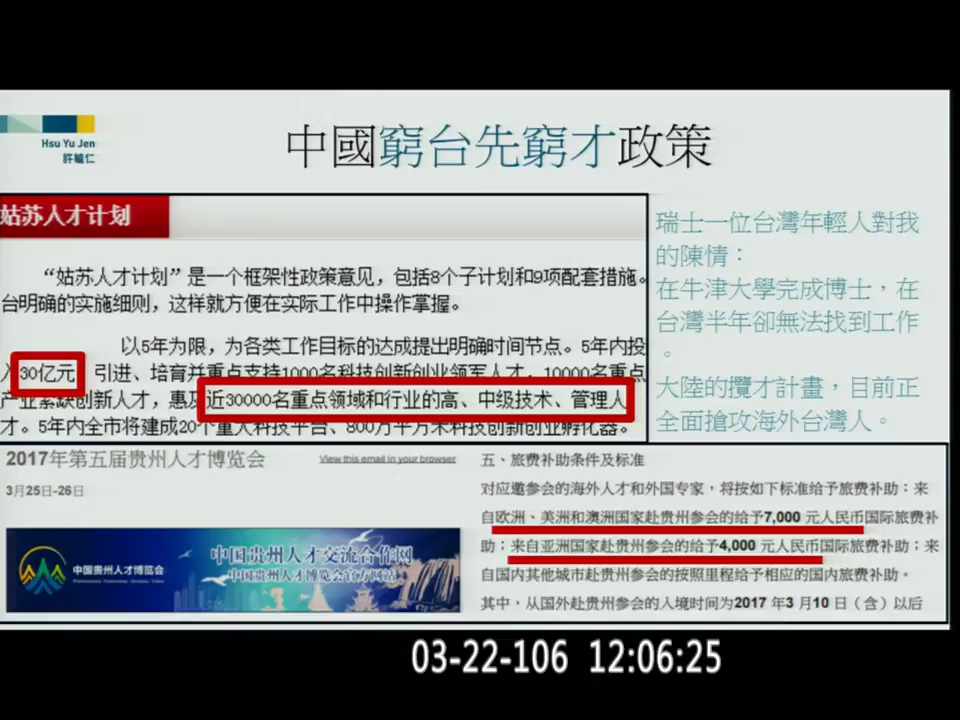 Hsu Yu Jen
許毓仁
中國窮台先窮才政策
姑苏人才计划
“姑苏人才计划”是一个框架性政策意见，包括8个子计划和9项配套措施。
台明确的实施细则，这样就方便在实际工作中操作掌握。
以5年为限，为各类工作目标的达成提出明确时间节点。5年内投
入30亿元 引进、培育并重点支持1000名科技创新创业领军人才，10000名重点
产业紧缺创新人才，惠及近30000名重点领域和行业的高、中级技术、管理人
才。5年内全市将建成20个重大科技平台、800万平方米科技创新创业孵化器。
瑞士一位台灣年輕人對我
的陳情：
在牛津大學完成博士，在
台灣半年卻無法找到工作
。
大陸的攬才計畫，目前正
全面搶攻海外台灣人。
2017年第五届贵州人才博览会
View this email in your browser
3月25日-26日
中国贵州人才博览会
中国贵州人才交流合作网
中国贵州人才博览会官方网站
五、旅费补助条件及标准
对应邀参会的海外人才和外国专家，将按如下标准给予旅费补助：来
自欧洲、美洲和澳洲国家赴贵州参会的给予7,000 元人民币国际旅费补
助；来自亚洲国家赴贵州参会的给予4,000 元人民币国际旅费补助；来
自国内其他城市赴贵州参会的按照里程给予相应的国内旅费补助。
其中，从国外赴贵州参会的入境时间为2017 年3 月10 日（含）以后
03-22-106 12:06:25